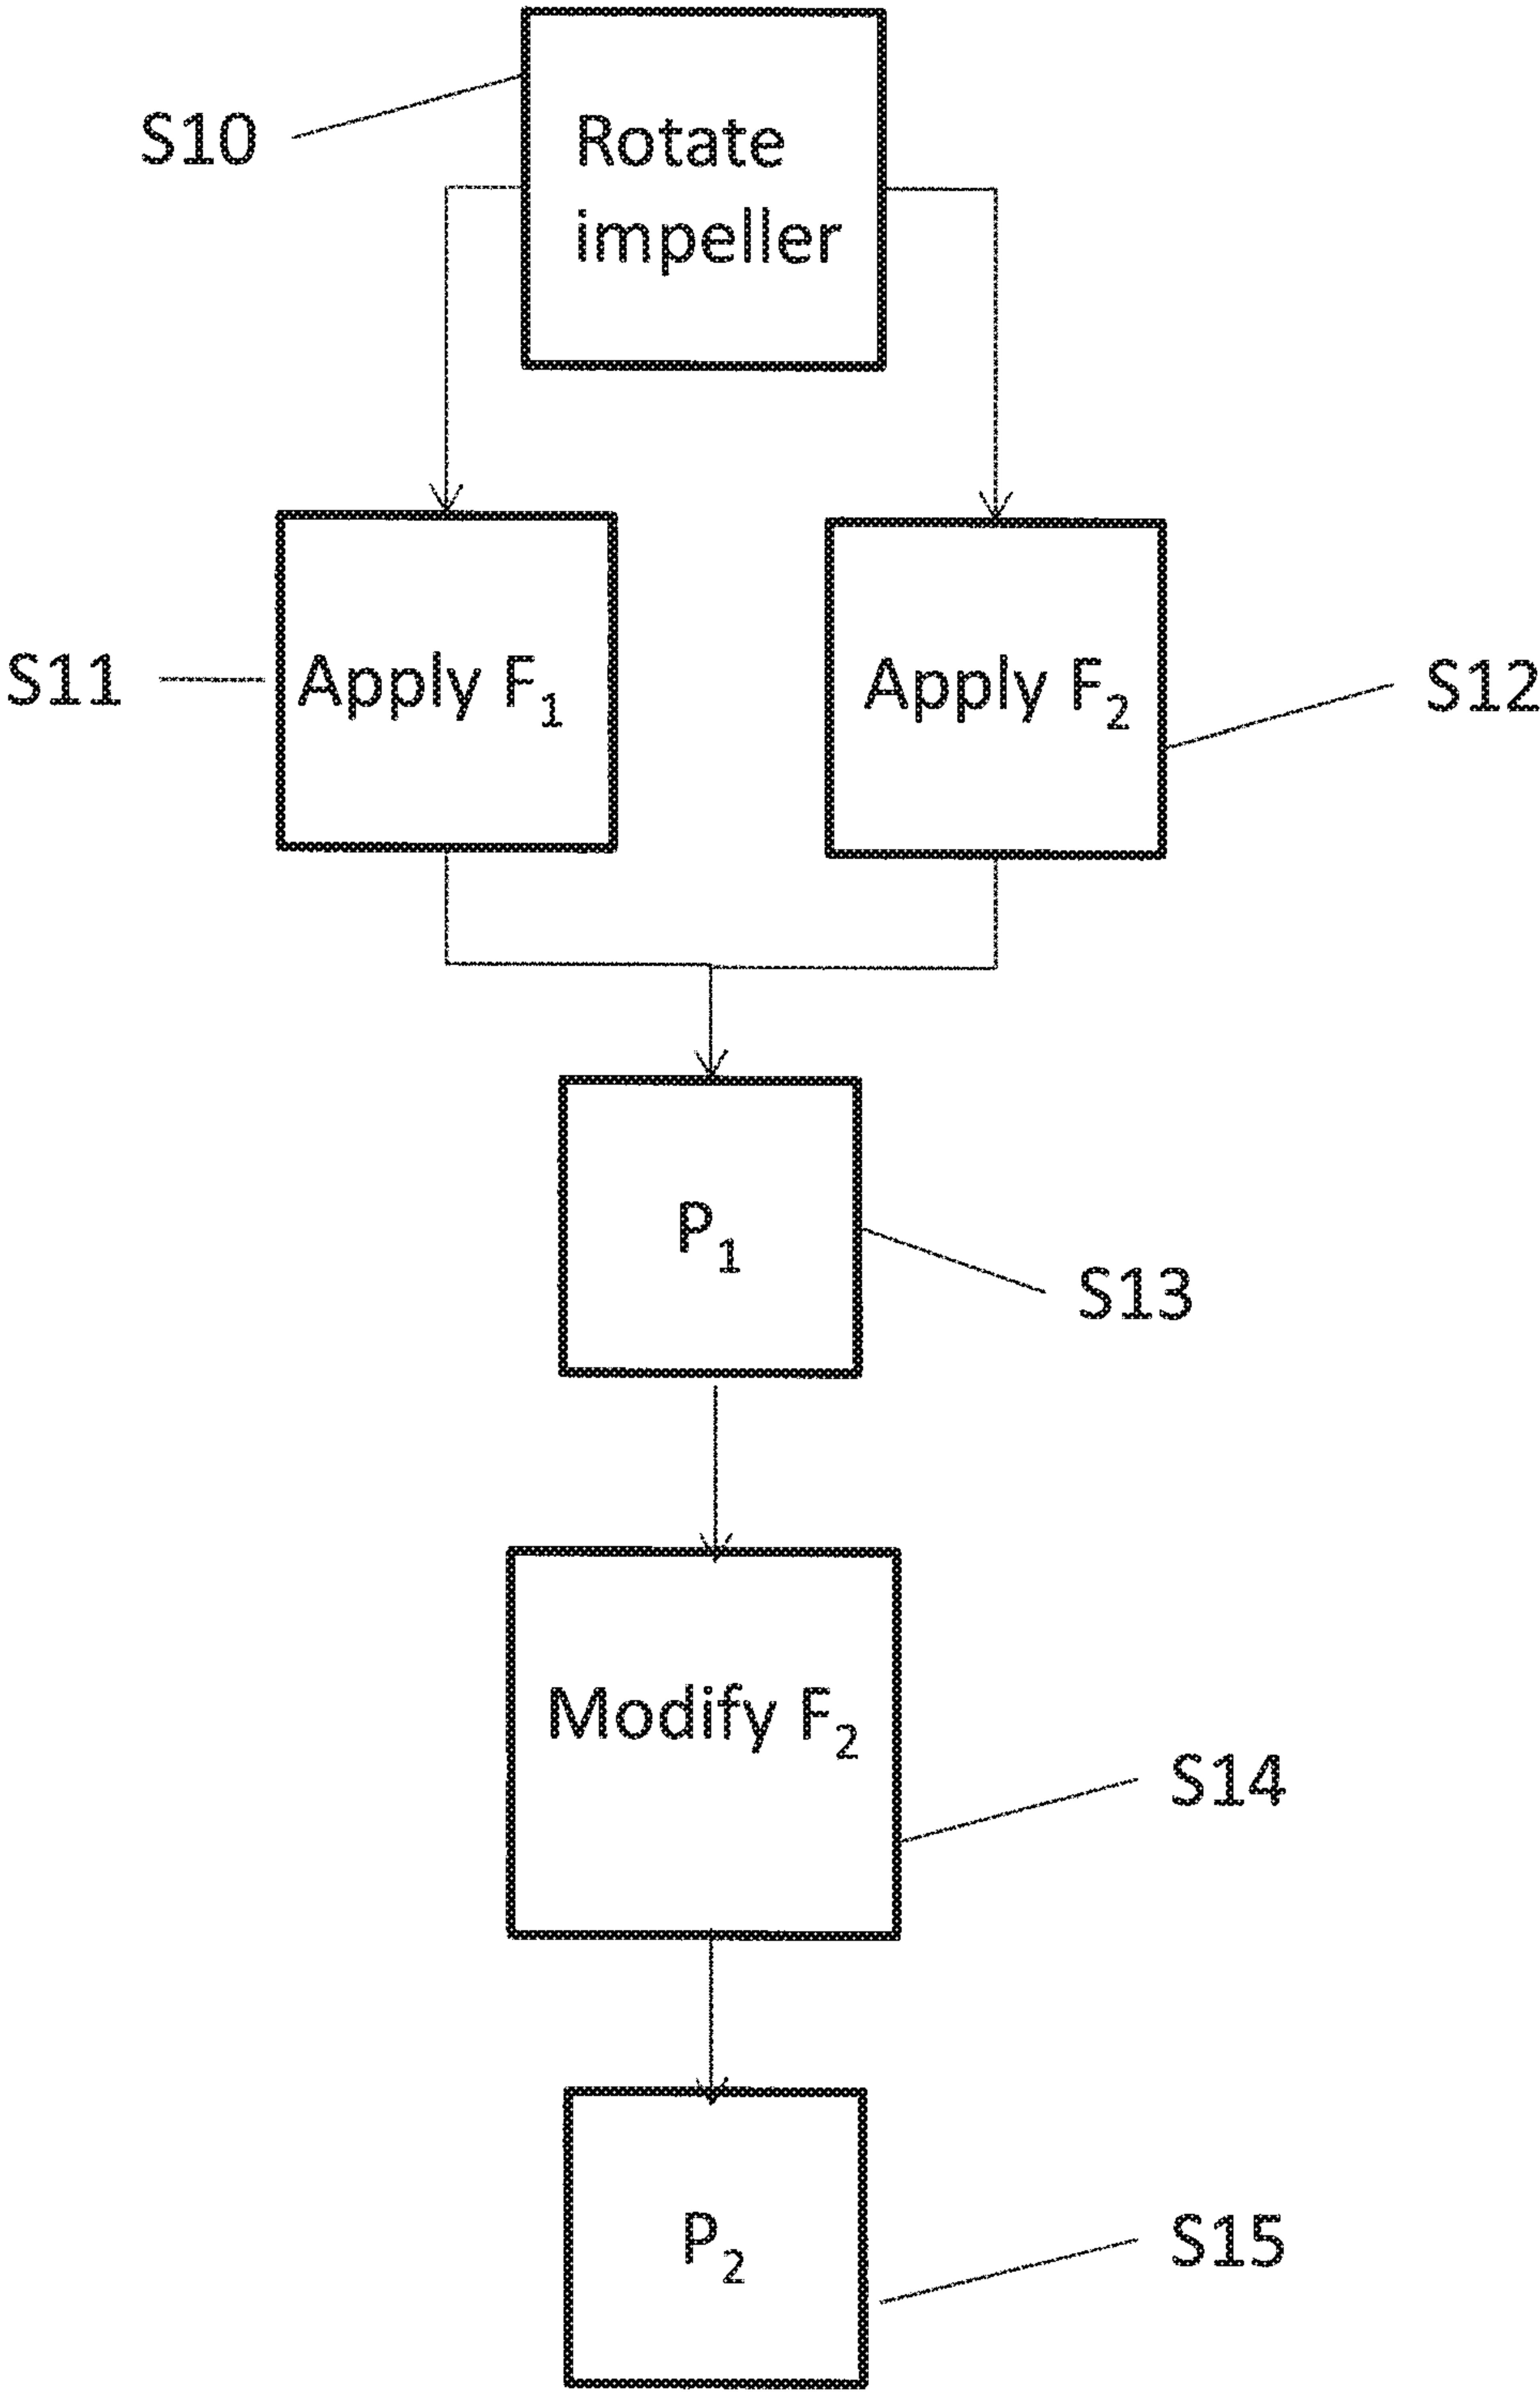 S10
Rotate
impeller
S11
Apply F₁
Apply F₂
S12
P₁
S13
Modify F₂
S14
P₂
S15